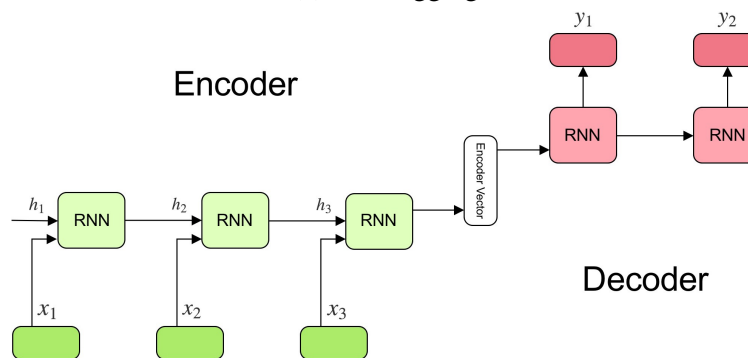 y₁
y₂
Encoder
RNN
RNN
Encoder Vector
h₁
RNN
h₂
RNN
h₃
RNN
Decoder
x₁
x₂
x₃